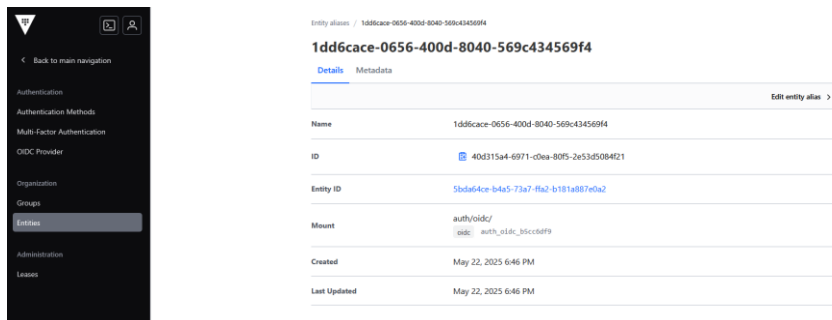 Back to main navigation
Authentication
Authentication Methods
Multi-Factor Authentication
OIDC Provider
Organization
Groups
Entities
Administration
Leases
Entity aliases / 1dd6cace-0656-400d-8040-569c434569f4
1dd6cace-0656-400d-8040-569c434569f4
Details Metadata
Edit entity alias
Name 1dd6cace-0656-400d-8040-569c434569f4
ID 40d315a4-6971-c0ea-80f5-2e53d5084f21
Entity ID 5bda64ce-b4a5-73a7-ffa2-b181a887e0a2
Mount auth/oidc/
oidc auth_oidc_b5cc6df9
Created May 22, 2025 6:46 PM
Last Updated May 22, 2025 6:46 PM